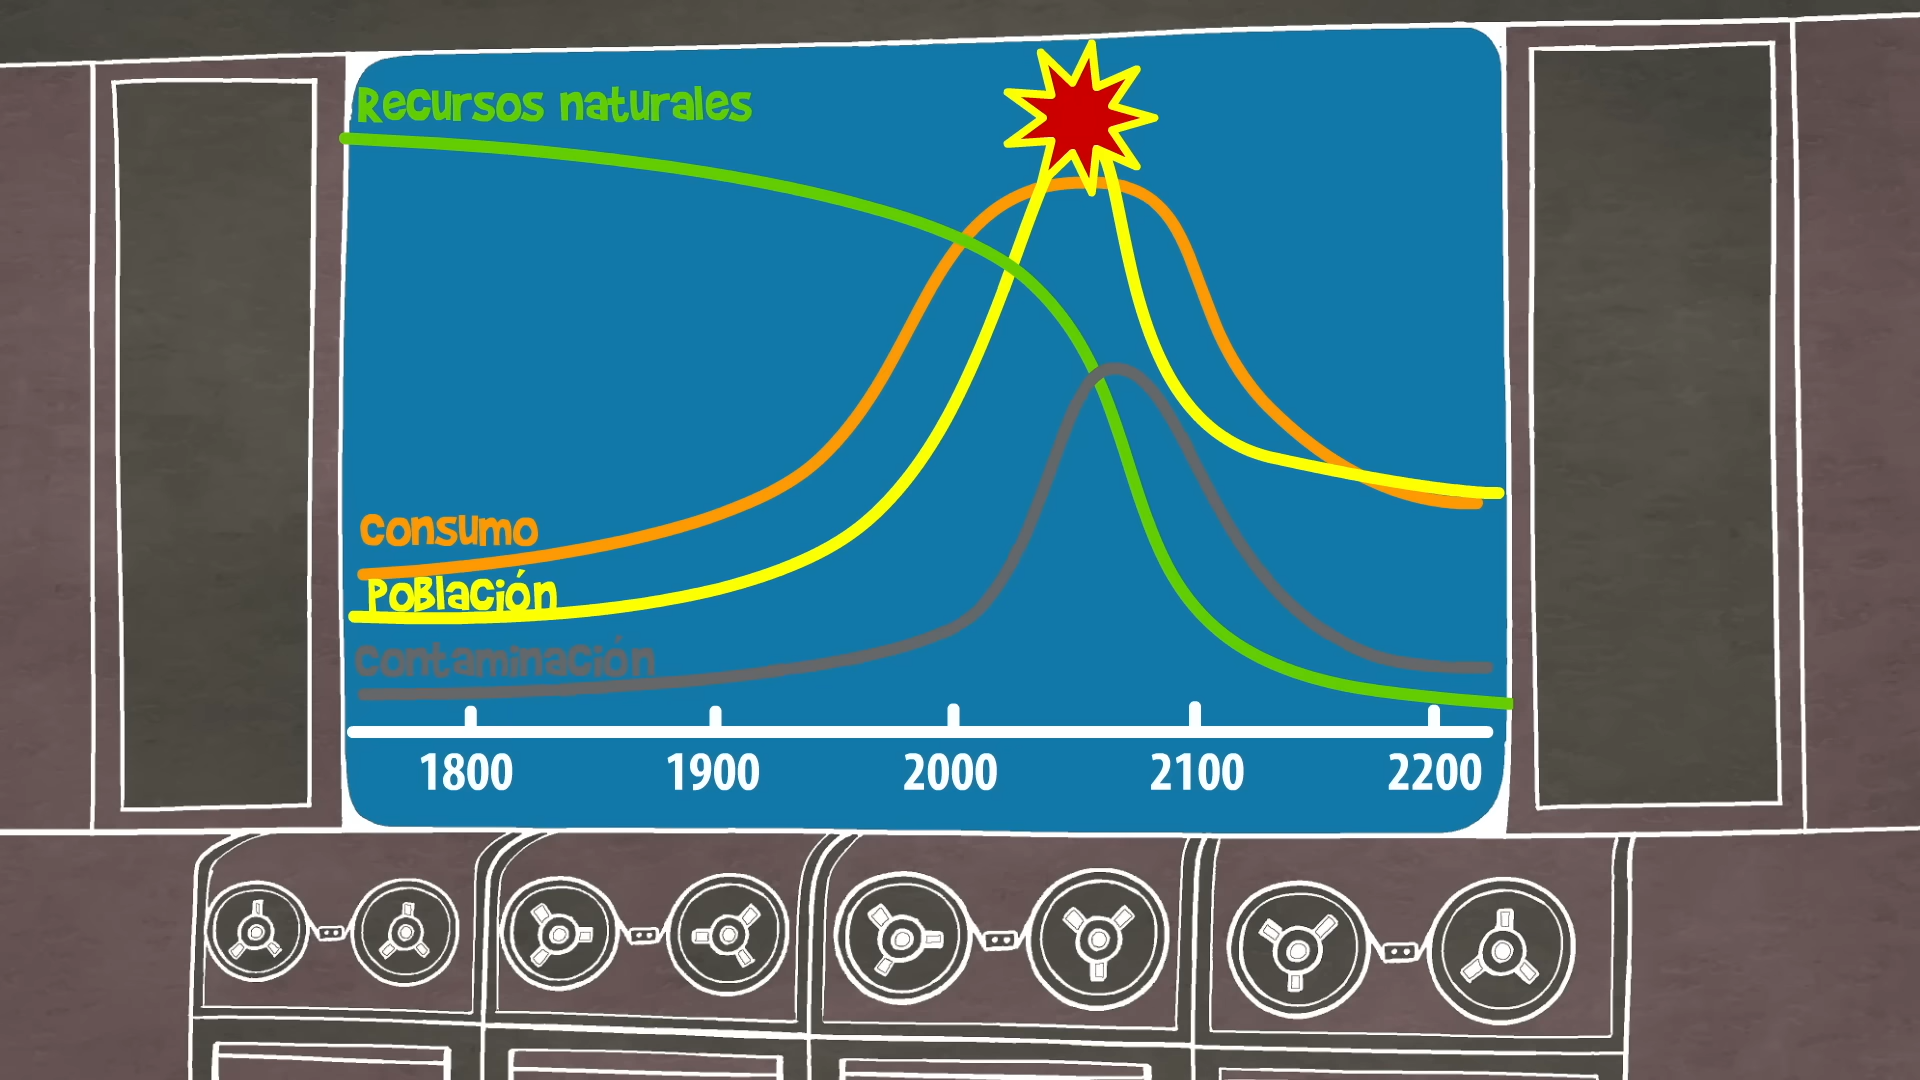 Recursos naturales
Consumo
Población
Contaminación
1800 1900 2000 2100 2200